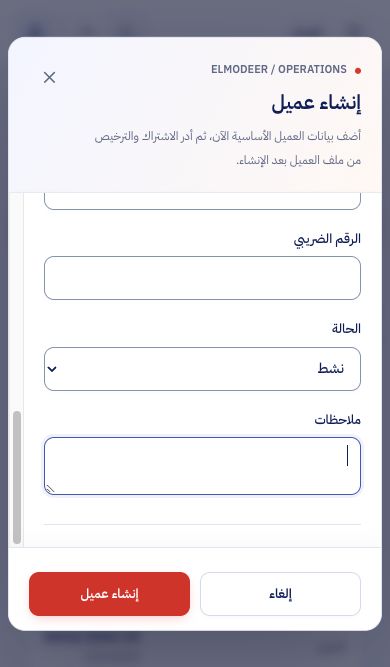 ELMODEER / OPERATIONS
إنشاء عميل
أضف بيانات العميل الأساسية الآن، ثم أدر الاشتراك والترخيص
من ملف العميل بعد الإنشاء.
الرقم الضريبي
الحالة
نشط
ملاحظات
إلغاء
إنشاء عميل